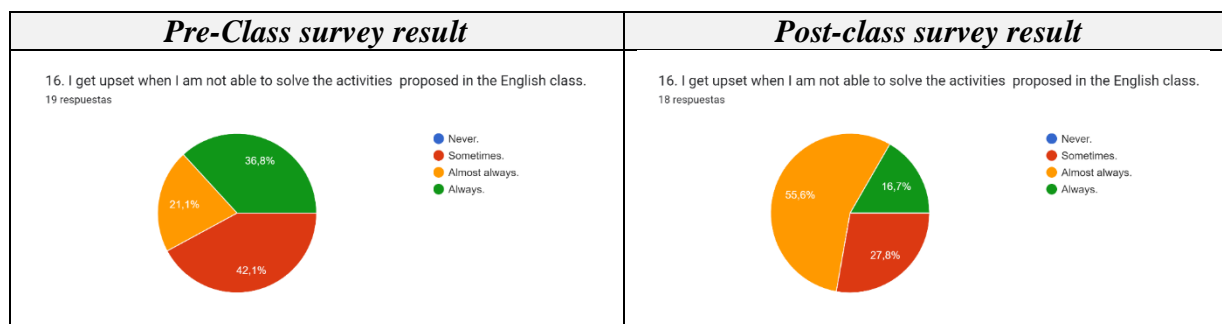 Pre-Class survey result
Post-class survey result
16. I get upset when I am not able to solve the activities proposed in the English class.
19 respuestas
Never.
Sometimes.
Almost always.
Always.
36,8%
21,1%
42,1%
16. I get upset when I am not able to solve the activities proposed in the English class.
18 respuestas
Never.
Sometimes.
Almost always.
Always.
55,6%
16,7%
27,8%